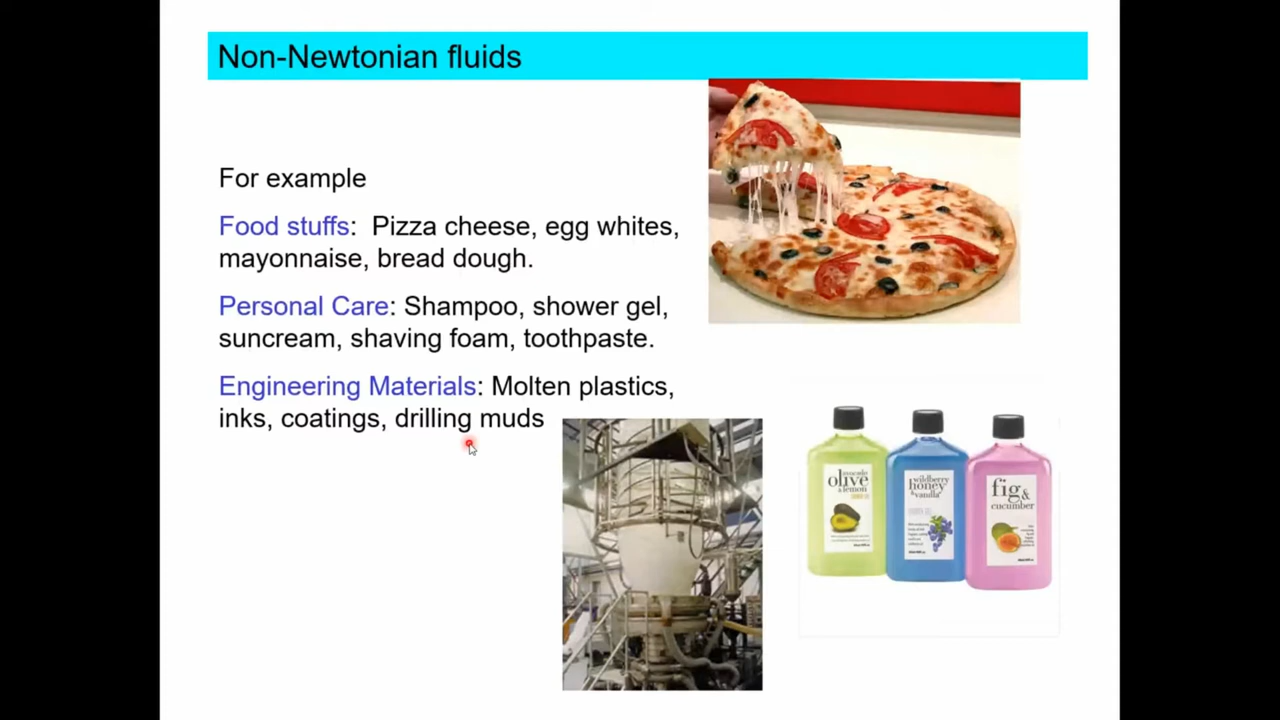 Non-Newtonian fluids
For example
Food stuffs: Pizza cheese, egg whites,
mayonnaise, bread dough.
Personal Care: Shampoo, shower gel,
suncream, shaving foam, toothpaste.
Engineering Materials: Molten plastics,
inks, coatings, drilling muds
avocado
olive
& lemon
wildberry
honey
& vanilla
fig &
cucumber